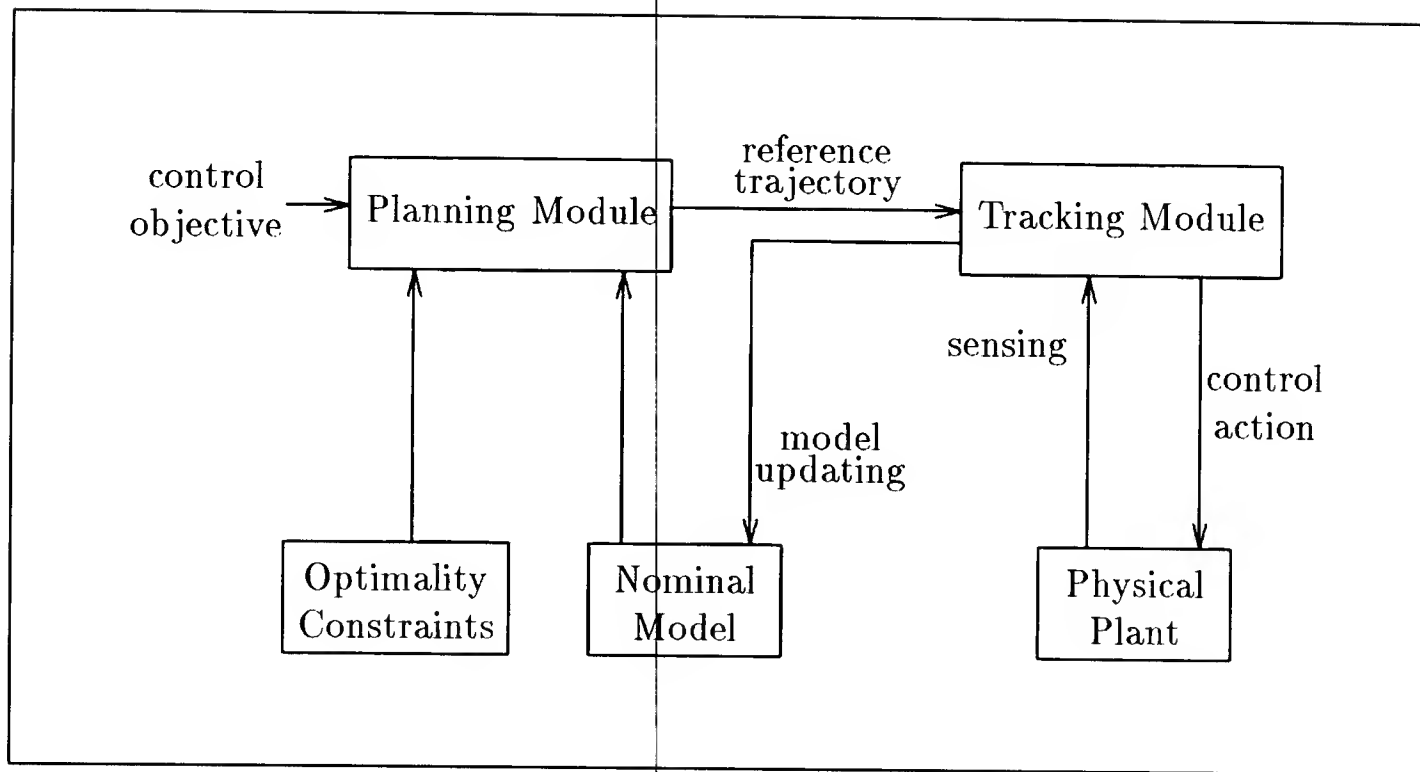 control
objective
Planning Module
reference
trajectory
Tracking Module
sensing
control
action
model
updating
Optimality
Constraints
Nominal
Model
Physical
Plant